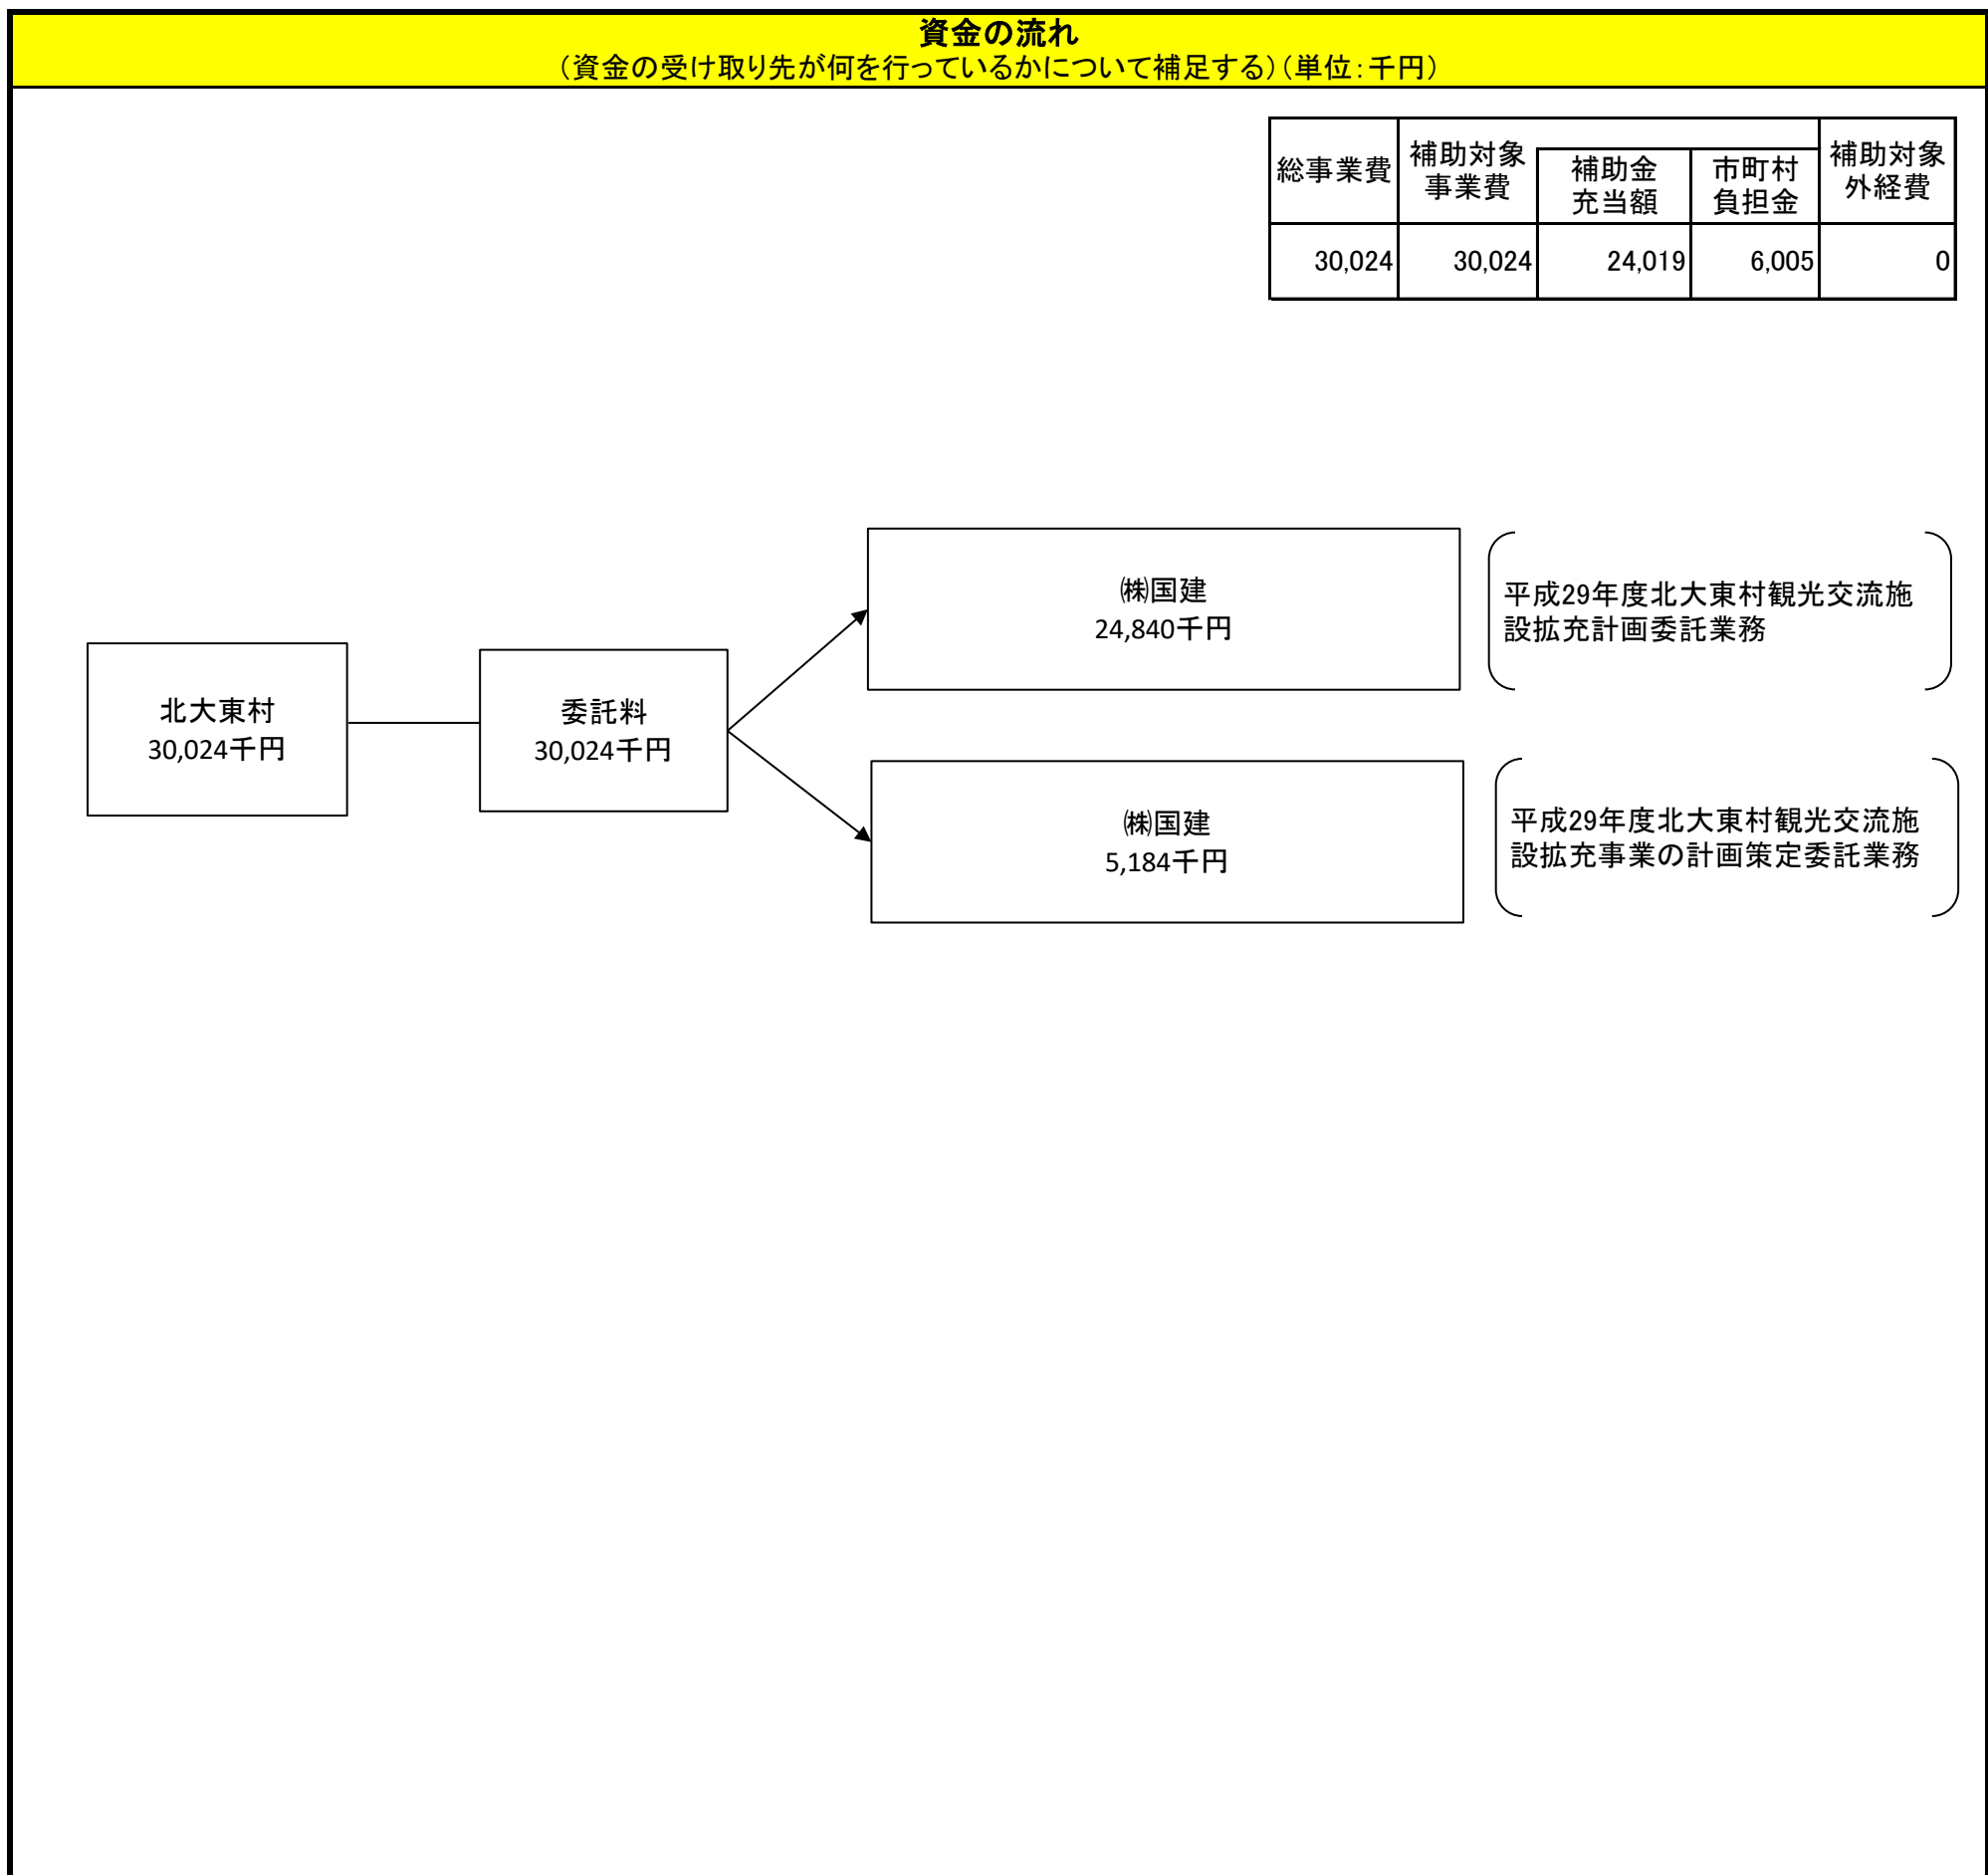 資金の流れ
（資金の受け取り先が何を行っているかについて補足する）（単位：千円）
総事業費
補助対象
事業費
補助金
充当額
市町村
負担金
補助対象
外経費
30,024
30,024
24,019
6,005
0
北大東村
30,024千円
委託料
30,024千円
㈱国建
24,840千円
平成29年度北大東村観光交流施
設拡充計画委託業務
㈱国建
5,184千円
平成29年度北大東村観光交流施
設拡充事業の計画策定委託業務